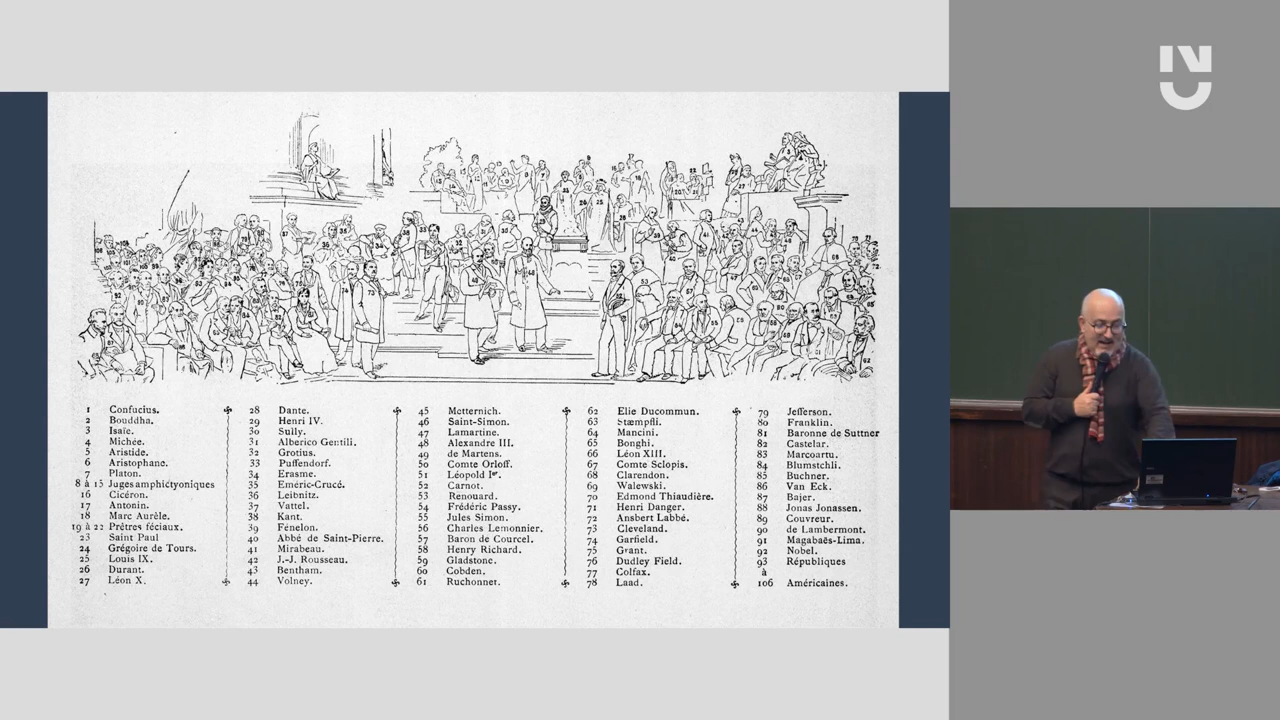 1 Confucius.
2 Bouddha.
3 Isaïe.
4 Michée.
5 Aristide.
6 Aristophane.
7 Platon.
8 à 15 Juges amphictyoniques
16 Cicéron.
17 Antonin.
18 Marc Aurèle.
19 à 22 Prêtres féciaux.
23 Saint Paul
24 Grégoire de Tours.
25 Louis IX.
26 Durant.
27 Léon X.
28 Dante.
29 Henri IV.
30 Sully.
31 Alberico Gentili.
32 Grotius.
33 Puffendorf.
34 Erasme.
35 Eméric-Crucé.
36 Leibnitz.
37 Vattel.
38 Kant.
39 Fénelon.
40 Abbé de Saint-Pierre.
41 Mirabeau.
42 J.-J. Rousseau.
43 Bentham.
44 Volney.
45 Metternich.
46 Saint-Simon.
47 Lamartine.
48 Alexandre III.
49 de Martens.
50 Comte Orloff.
51 Léopold Ier.
52 Carnot.
53 Renouard.
54 Frédéric Passy.
55 Jules Simon.
56 Charles Lemonnier.
57 Baron de Courcel.
58 Henry Richard.
59 Gladstone.
60 Cobden.
61 Ruchonnet.
62 Elie Ducommun.
63 Stæmpfli.
64 Mancini.
65 Bonghi.
66 Léon XIII.
67 Comte Sclopis.
68 Clarendon.
69 Walewski.
70 Edmond Thiaudière.
71 Henri Danger.
72 Ansbert Labbé.
73 Cleveland.
74 Garfield.
75 Grant.
76 Dudley Field.
77 Colfax.
78 Laad.
79 Jefferson.
80 Franklin.
81 Baronne de Suttner
82 Castelar.
83 Marcoartu.
84 Blumstchli.
85 Buchner.
86 Van Eck.
87 Bajer.
88 Jonas Jonassen.
89 Couvreur.
90 de Lambermont.
91 Magabaës-Lima.
92 Nobel.
93 Républiques
à
106 Américaines.